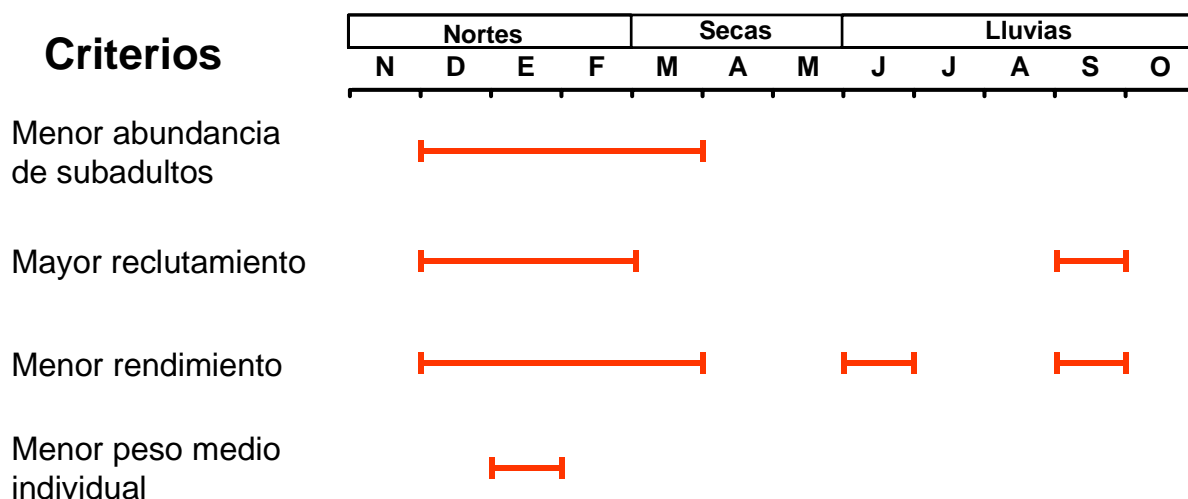 Criterios
Nortes Secas Lluvias
N D E F M A M J J A S O
Menor abundancia
de subadultos
Mayor reclutamiento
Menor rendimiento
Menor peso medio
individual